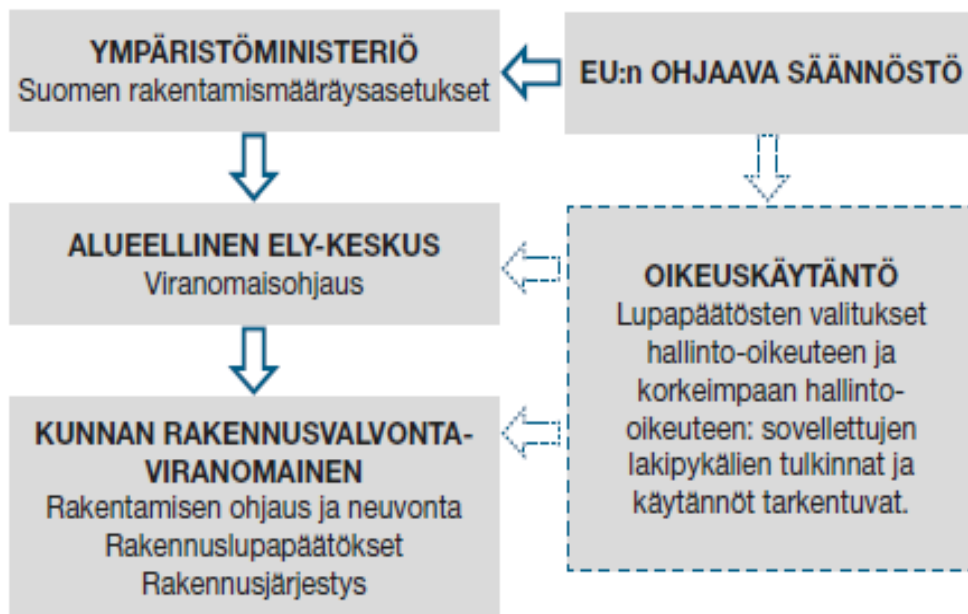 YMPÄRISTÖMINISTERIÖ
Suomen rakentamismääräysasetukset
EU:n OHJAAVA SÄÄNNÖSTÖ
ALUEELLINEN ELY-KESKUS
Viranomaisohjaus
OIKEUSKÄYTÄNTÖ
Lupapäätösten valitukset
hallinto-oikeuteen ja
korkeimpaan hallinto-
oikeuteen: sovellettujen
lakipykälien tulkinnat ja
käytännöt tarkentuvat.
KUNNAN RAKENNUSVALVONTA-
VIRANOMAINEN
Rakentamisen ohjaus ja neuvonta
Rakennuslupapäätökset
Rakennusjärjestys